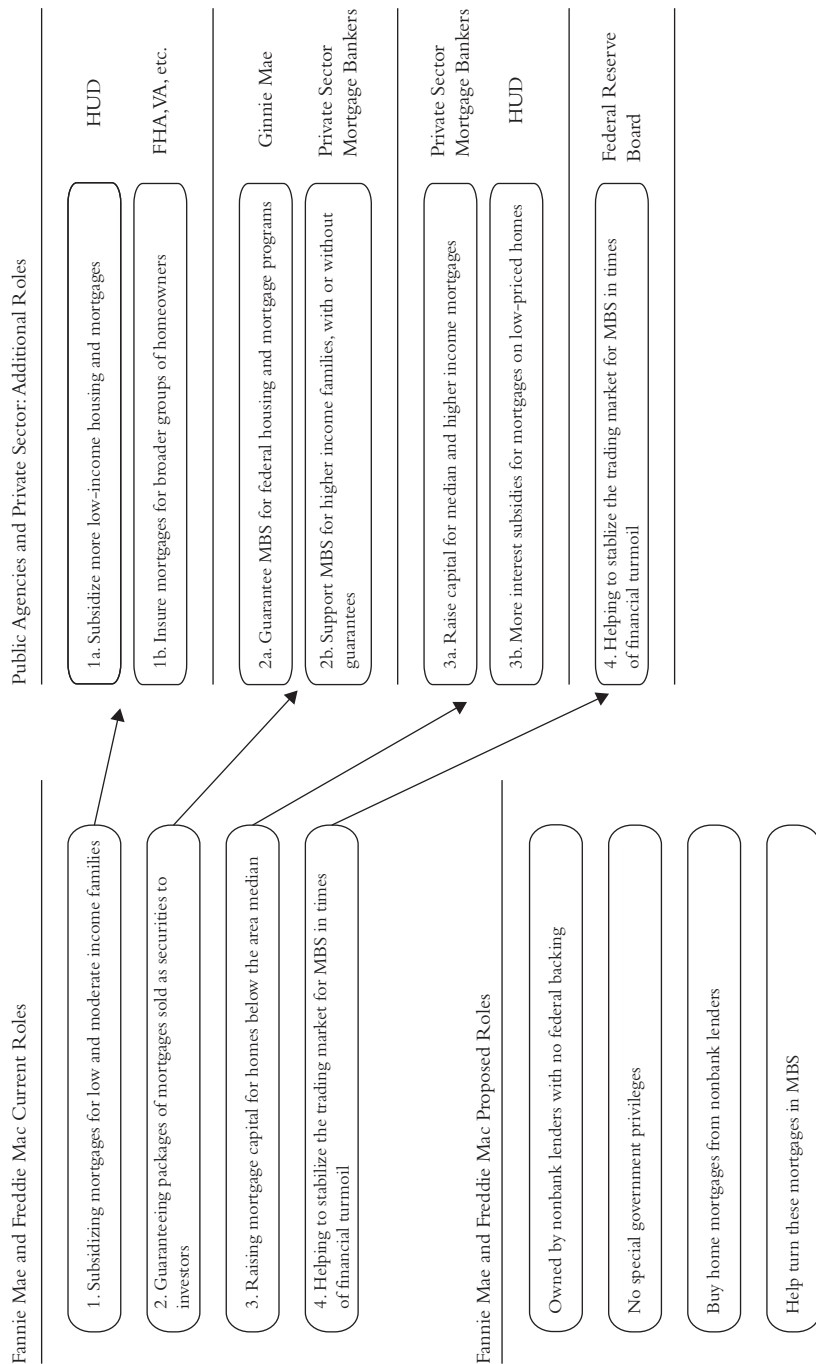 Fannie Mae and Freddie Mac Current Roles
1. Subsidizing mortgages for low and moderate income families
2. Guaranteeing packages of mortgages sold as securities to
investors
3. Raising mortgage capital for homes below the area median
4. Helping to stabilize the trading market for MBS in times
of financial turmoil
Public Agencies and Private Sector: Additional Roles
1a. Subsidize more low-income housing and mortgages
HUD
1b. Insure mortgages for broader groups of homeowners
FHA,VA, etc.
2a. Guarantee MBS for federal housing and mortgage programs
Ginnie Mae
2b. Support MBS for higher income families, with or without
guarantees
Private Sector
Mortgage Bankers
3a. Raise capital for median and higher income mortgages
Private Sector
Mortgage Bankers
3b. More interest subsidies for mortgages on low-priced homes
HUD
4. Helping to stablize the trading market for MBS in times
of financial turmoil
Federal Reserve
Board
Fannie Mae and Freddie Mac Proposed Roles
Owned by nonbank lenders with no federal backing
No special government privileges
Buy home mortgages from nonbank lenders
Help turn these mortgages in MBS